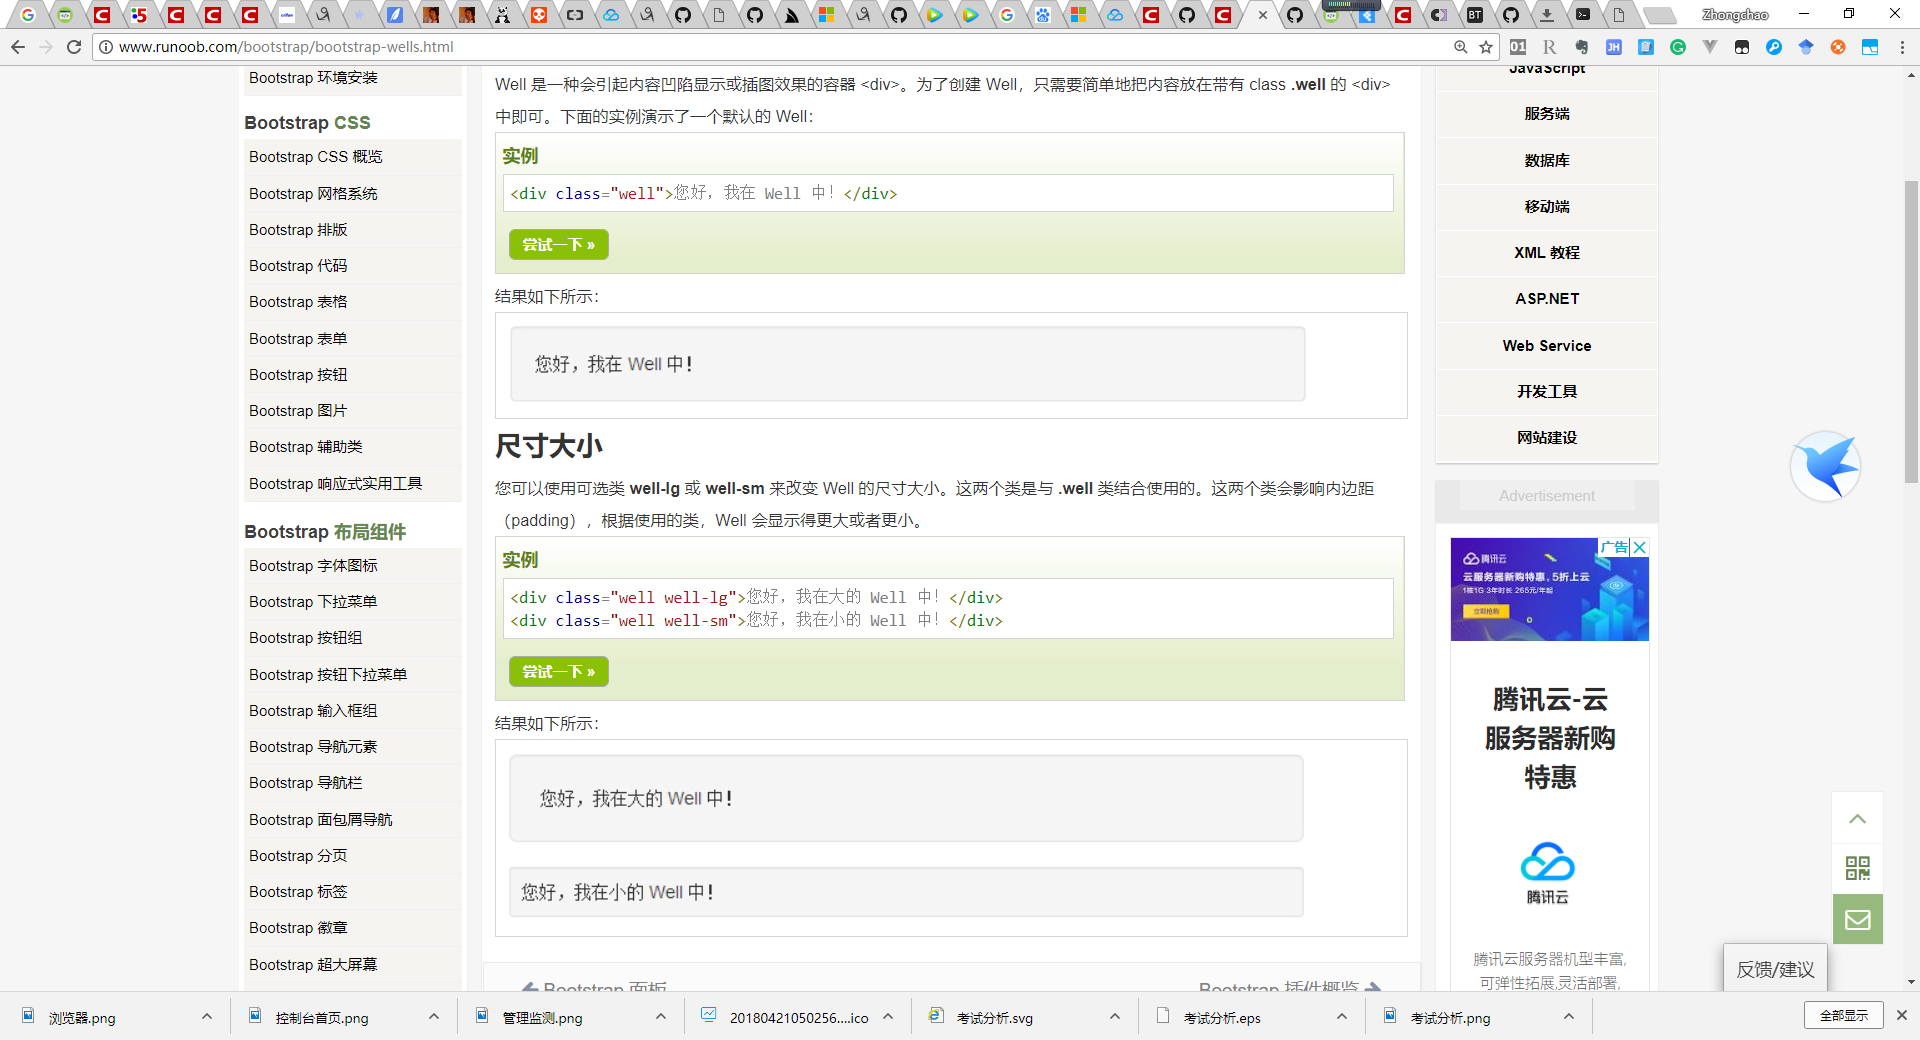 Zhongchao
www.runoob.com/bootstrap/bootstrap-wells.html
Bootstrap 环境安装
Bootstrap CSS
Bootstrap CSS 概览
Bootstrap 网格系统
Bootstrap 排版
Bootstrap 代码
Bootstrap 表格
Bootstrap 表单
Bootstrap 按钮
Bootstrap 图片
Bootstrap 辅助类
Bootstrap 响应式实用工具
Bootstrap 布局组件
Bootstrap 字体图标
Bootstrap 下拉菜单
Bootstrap 按钮组
Bootstrap 按钮下拉菜单
Bootstrap 输入框组
Bootstrap 导航元素
Bootstrap 导航栏
Bootstrap 面包屑导航
Bootstrap 分页
Bootstrap 标签
Bootstrap 徽章
Bootstrap 超大屏幕
Well 是一种会引起内容凹陷显示或插图效果的容器 <div>。为了创建 Well，只需要简单地把内容放在带有 class .well 的 <div>
中即可。下面的实例演示了一个默认的 Well：
实例
<div class="well">您好，我在 Well 中！</div>
尝试一下 »
结果如下所示：
您好，我在 Well 中！
尺寸大小
您可以使用可选类 well-lg 或 well-sm 来改变 Well 的尺寸大小。这两个类是与 .well 类结合使用的。这两个类会影响内边距
（padding），根据使用的类，Well 会显示得更大或者更小。
实例
<div class="well well-lg">您好，我在大的 Well 中！</div>
<div class="well well-sm">您好，我在小的 Well 中！</div>
尝试一下 »
结果如下所示：
您好，我在大的 Well 中！
您好，我在小的 Well 中！
Bootstrap 面板
Bootstrap 插件概览
JavaScript
服务端
数据库
移动端
XML 教程
ASP.NET
Web Service
开发工具
网站建设
Advertisement
广告
腾讯云
云服务器新购特惠，5折上云
1核1G 3年时长 265元/年起
立即抢购
腾讯云-云
服务器新购
特惠
腾讯云
腾讯云服务器机型丰富,
可弹性拓展,灵活部署,
反馈/建议
浏览器.png
控制台首页.png
管理监测.png
20180421050256....ico
考试分析.svg
考试分析.eps
考试分析.png
全部显示